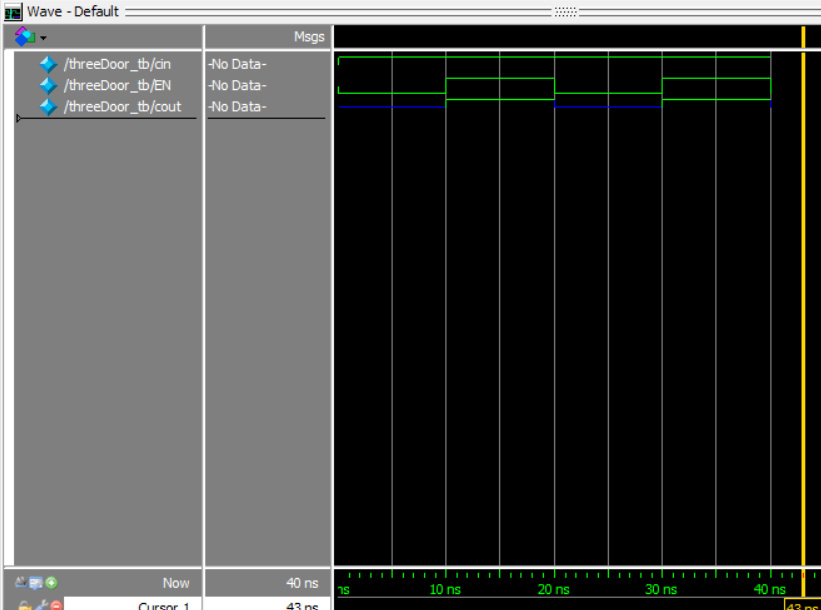 Wave - Default
Msgs
/threeDoor_tb/cin -No Data-
/threeDoor_tb/EN -No Data-
/threeDoor_tb/cout -No Data-
Now 40 ns ns 10 ns 20 ns 30 ns 40 ns
Cursor 1 43 ns 43 ns